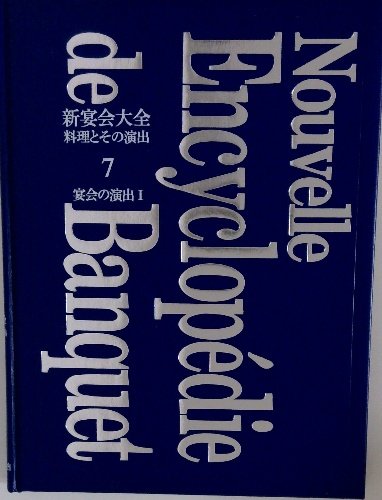 Nouvelle
Encyclopédie
de Banquet
新宴会大全
料理とその演出
7
宴会の演出 I